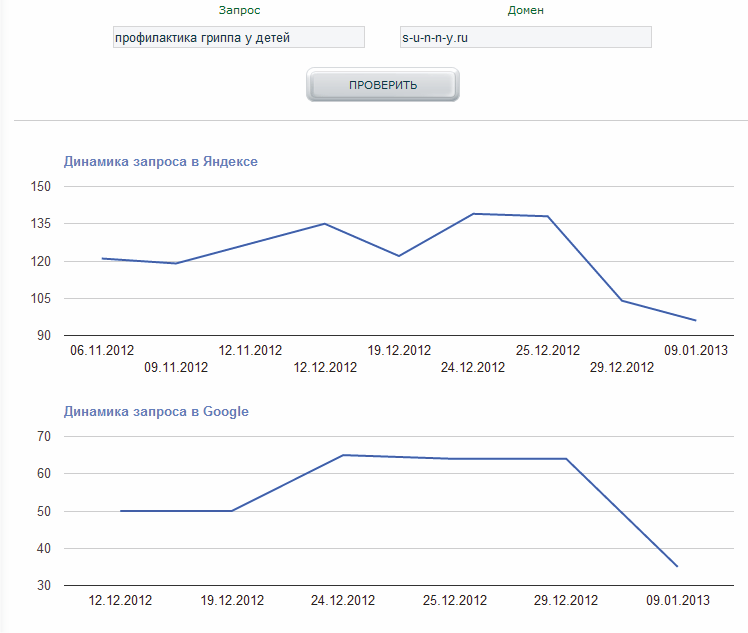 Запрос Домен
профилактика гриппа у детей s-u-n-n-y.ru
ПРОВЕРИТЬ
Динамика запроса в Яндексе
150
135
120
105
90
06.11.2012 12.11.2012 19.12.2012 25.12.2012 09.01.2013
09.11.2012 12.12.2012 24.12.2012 29.12.2012
Динамика запроса в Google
70
60
50
40
30
12.12.2012 19.12.2012 24.12.2012 25.12.2012 29.12.2012 09.01.2013